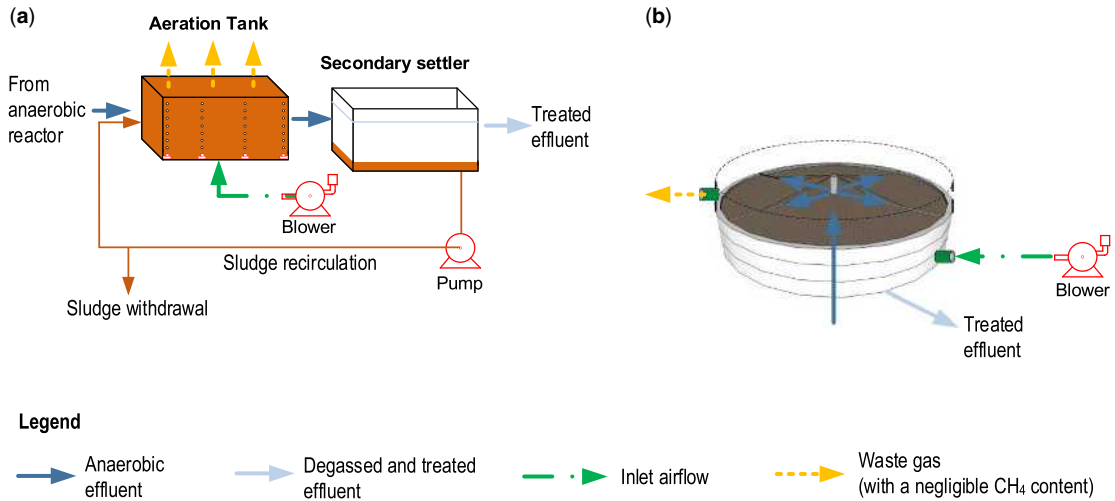 (a)
Aeration Tank
Secondary settler
From
anaerobic
reactor
Treated
effluent
Blower
Sludge recirculation
Pump
Sludge withdrawal
(b)
Blower
Treated
effluent
Legend
Anaerobic
effluent
Degassed and treated
effluent
Inlet airflow
Waste gas
(with a negligible CH₄ content)